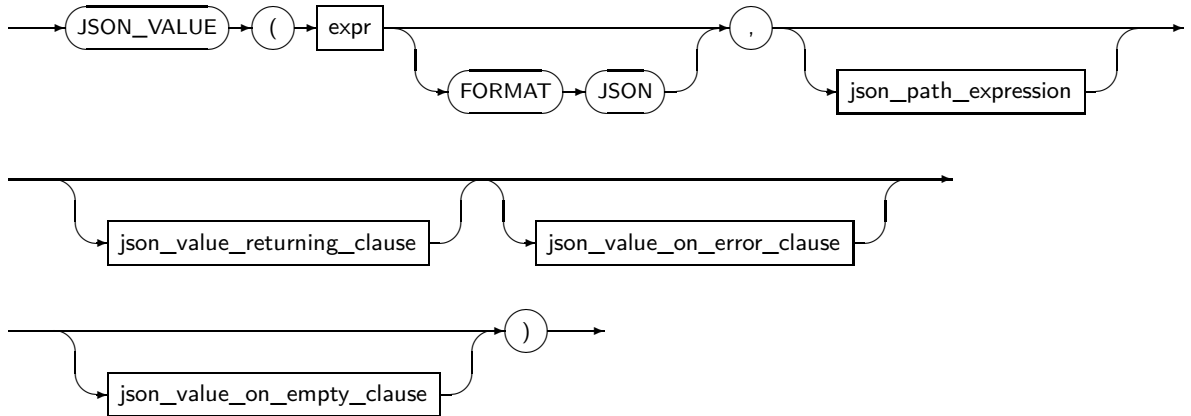 JSON_VALUE ( expr ,
FORMAT JSON json_path_expression
json_value_returning_clause json_value_on_error_clause
)
json_value_on_empty_clause